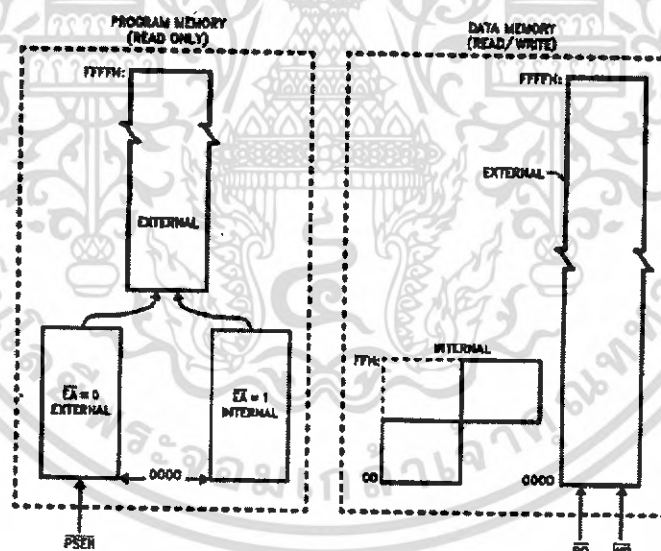 PROGRAM MEMORY
(READ ONLY)
FFFFH:
EXTERNAL
EA = 0
EXTERNAL
EA = 1
INTERNAL
0000
PSEN
DATA MEMORY
(READ/WRITE)
FFFFH:
EXTERNAL
INTERNAL
FFH:
00
0000
RD
WR